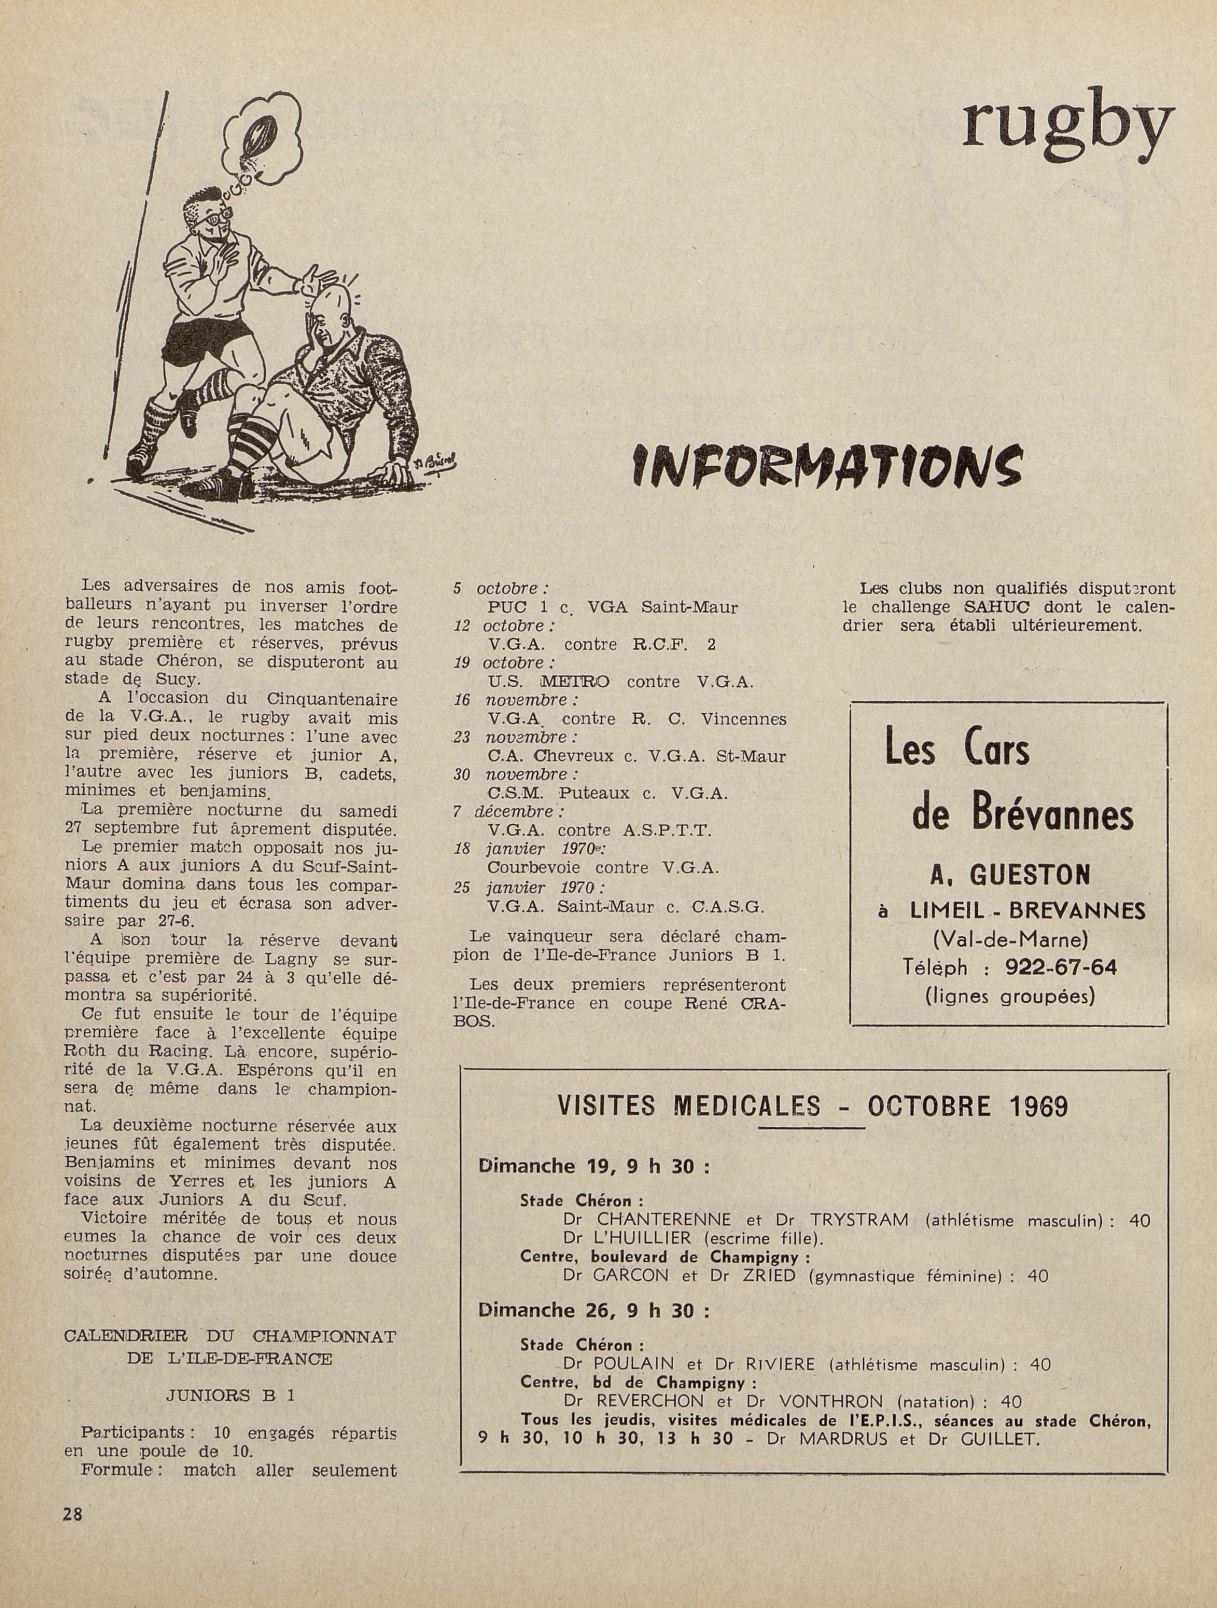 rugby
INFORMATIONS
Les adversaires de nos amis foot-
balleurs n'ayant pu inverser l'ordre
de leurs rencontres, les matches de
rugby première et réserves, prévus
au stade Chéron, se disputeront au
stade de Sucy.
A l'occasion du Cinquantenaire
de la V.G.A., le rugby avait mis
sur pied deux nocturnes : l'une avec
la première, réserve et junior A,
l'autre avec les juniors B, cadets,
minimes et benjamins.
La première nocturne du samedi
27 septembre fut âprement disputée.
Le premier match opposait nos ju-
niors A aux juniors A du Scuf-Saint-
Maur domina dans tous les compar-
timents du jeu et écrasa son adver-
saire par 27-6.
A son tour la réserve devant
l'équipe première de Lagny se sur-
passa et c'est par 24 à 3 qu'elle dé-
montra sa supériorité.
Ce fut ensuite le tour de l'équipe
première face à l'excellente équipe
Roth du Racing. Là encore, supério-
rité de la V.G.A. Espérons qu'il en
sera de même dans le champion-
nat.
La deuxième nocturne réservée aux
jeunes fût également très disputée.
Benjamins et minimes devant nos
voisins de Yerres et les juniors A
face aux Juniors A du Scuf.
Victoire méritée de tous et nous
eumes la chance de voir ces deux
nocturnes disputées par une douce
soirée d'automne.
CALENDRIER DU CHAMPIONNAT
DE L'ILE-DE-FRANCE
JUNIORS B 1
Participants : 10 engagés répartis
en une poule de 10.
Formule : match aller seulement
5 octobre :
PUC 1 c. VGA Saint-Maur
12 octobre :
V.G.A. contre R.C.F. 2
19 octobre :
U.S. METRO contre V.G.A.
16 novembre :
V.G.A. contre R. C. Vincennes
23 novembre :
C.A. Chevreux c. V.G.A. St-Maur
30 novembre :
C.S.M. Puteaux c. V.G.A.
7 décembre :
V.G.A. contre A.S.P.T.T.
18 janvier 1970 :
Courbevoie contre V.G.A.
25 janvier 1970 :
V.G.A. Saint-Maur c. C.A.S.G.
Le vainqueur sera déclaré cham-
pion de l'Ile-de-France Juniors B 1.
Les deux premiers représenteront
l'Ile-de-France en coupe René CRA-
BOS.
Les clubs non qualifiés disputeront
le challenge SAHUC dont le calen-
drier sera établi ultérieurement.
Les Cars
de Brévannes
A. GUESTON
à LIMEIL - BREVANNES
(Val-de-Marne)
Téléph : 922-67-64
(lignes groupées)
VISITES MEDICALES - OCTOBRE 1969
Dimanche 19, 9 h 30 :
Stade Chéron :
Dr CHANTERENNE et Dr TRYSTRAM (athlétisme masculin) : 40
Dr L'HUILLIER (escrime fille).
Centre, boulevard de Champigny :
Dr GARCON et Dr ZRIED (gymnastique féminine) : 40
Dimanche 26, 9 h 30 :
Stade Chéron :
Dr POULAIN et Dr RIVIERE (athlétisme masculin) : 40
Centre, bd de Champigny :
Dr REVERCHON et Dr VONTHRON (natation) : 40
Tous les jeudis, visites médicales de l'E.P.I.S., séances au stade Chéron,
9 h 30, 10 h 30, 13 h 30 - Dr MARDRUS et Dr GUILLET.
28